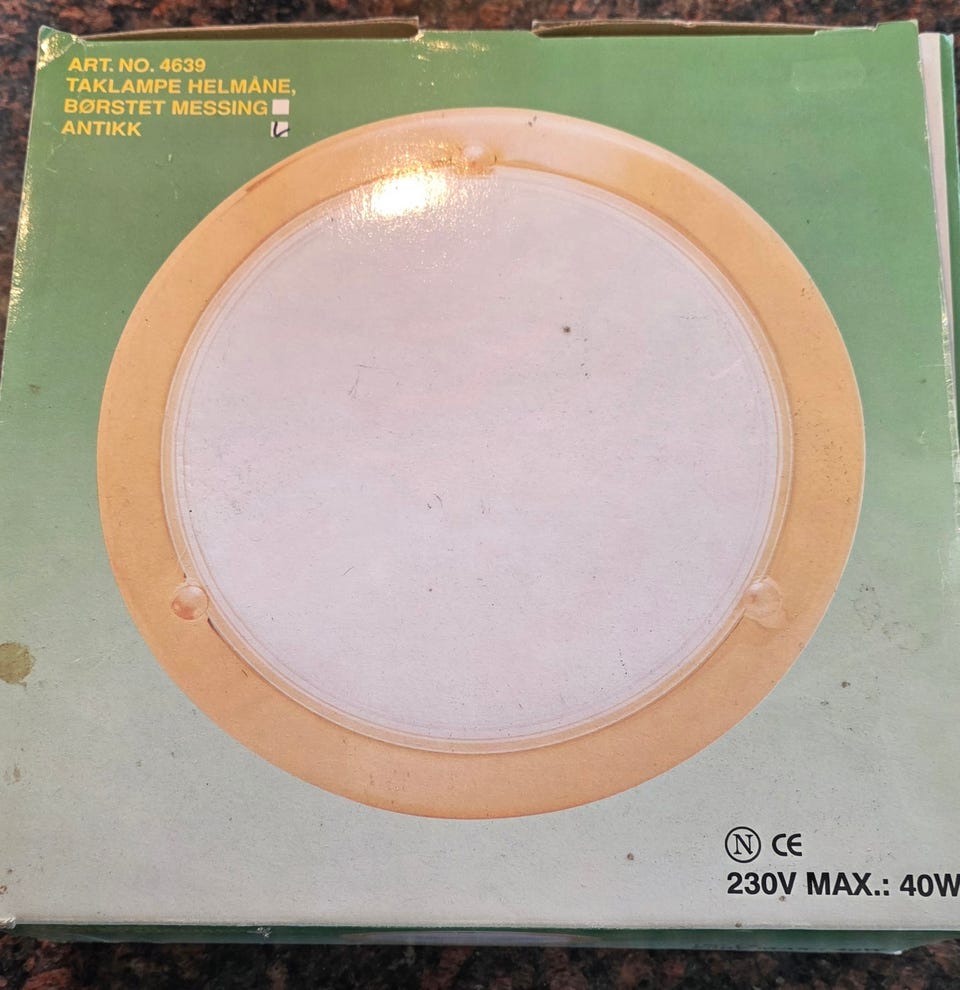 ART. NO. 4639
TAKLAMPE HELMÅNE,
BØRSTET MESSING
ANTIKK
N CE
230V MAX.: 40W